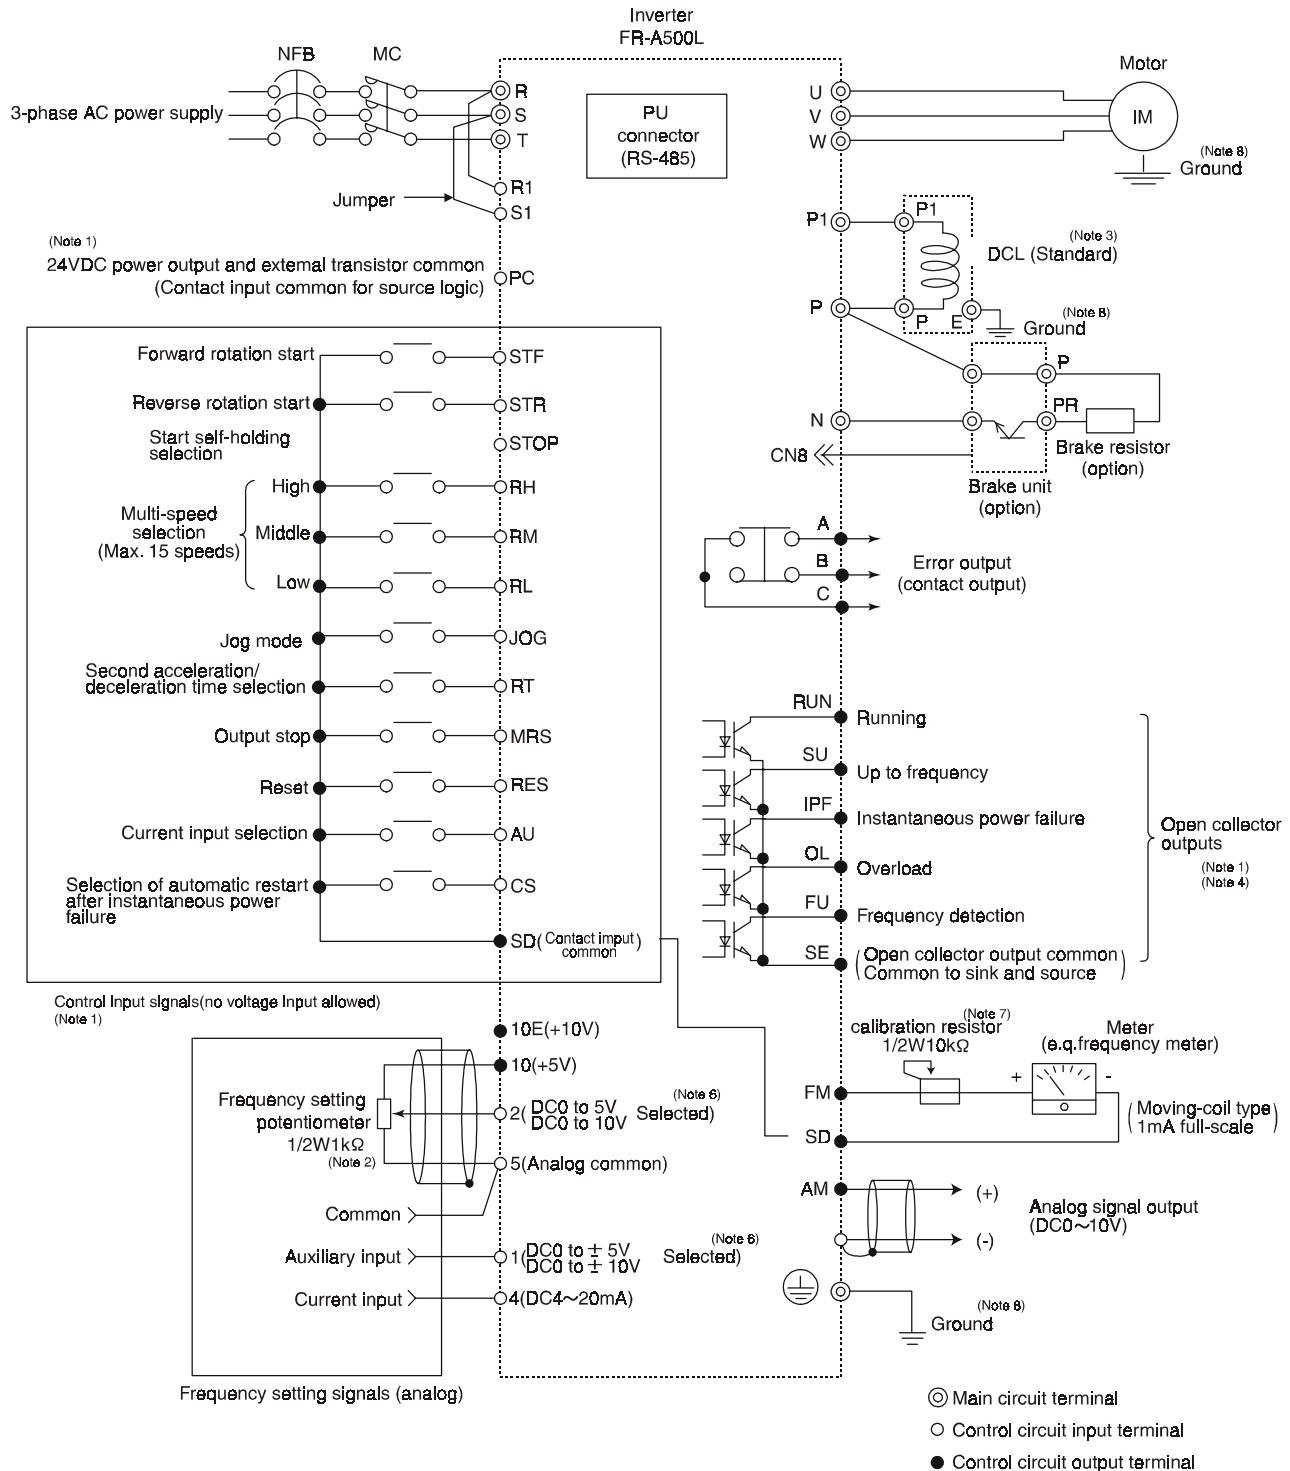 Inverter
FR-A500L
NFB
MC
Motor
3-phase AC power supply
R
S
T
PU
connector
(RS-485)
U
V
W
IM
(Note 8)
Ground
R1
S1
Jumper
P1
P1
(Note 3)
DCL (Standard)
(Note 1)
24VDC power output and external transistor common
(Contact input common for source logic)
PC
P
P
E
(Note 8)
Ground
Forward rotation start
STF
Reverse rotation start
STR
Start self-holding
selection
STOP
P
PR
N
CN8
Brake resistor
(option)
Brake unit
(option)
High
RH
Multi-speed
selection
(Max. 15 speeds)
Middle
RM
Low
RL
A
B
C
Error output
(contact output)
Jog mode
JOG
Second acceleration/
deceleration time selection
RT
Output stop
MRS
Reset
RES
Current input selection
AU
Selection of automatic restart
after instantaneous power
failure
CS
SD(Contact imput
common)
RUN
Running
SU
Up to frequency
IPF
Instantaneous power failure
OL
Overload
FU
Frequency detection
SE
(Open collector output common
Common to sink and source)
Open collector
outputs
(Note 1)
(Note 4)
Control Input sIgnals(no voltage Input allowed)
(Note 1)
10E(+10V)
10(+5V)
Frequency setting
potentiometer
1/2W1kΩ
(Note 2)
2(DC0 to 5V
DC0 to 10V
Selected)
(Note 6)
5(Analog common)
Common
Auxiliary input
1(DC0 to ± 5V
DC0 to ± 10V
Selected)
(Note 6)
Current input
4(DC4～20mA)
Frequency setting signals (analog)
(Note 7)
calibration resistor
1/2W10kΩ
Meter
(e.q.frequency meter)
+
-
FM
(Moving-coil type
1mA full-scale)
SD
AM
(+)
(-)
Analog signal output
(DC0～10V)
(Note 8)
Ground
Main circuit terminal
Control circuit input terminal
Control circuit output terminal